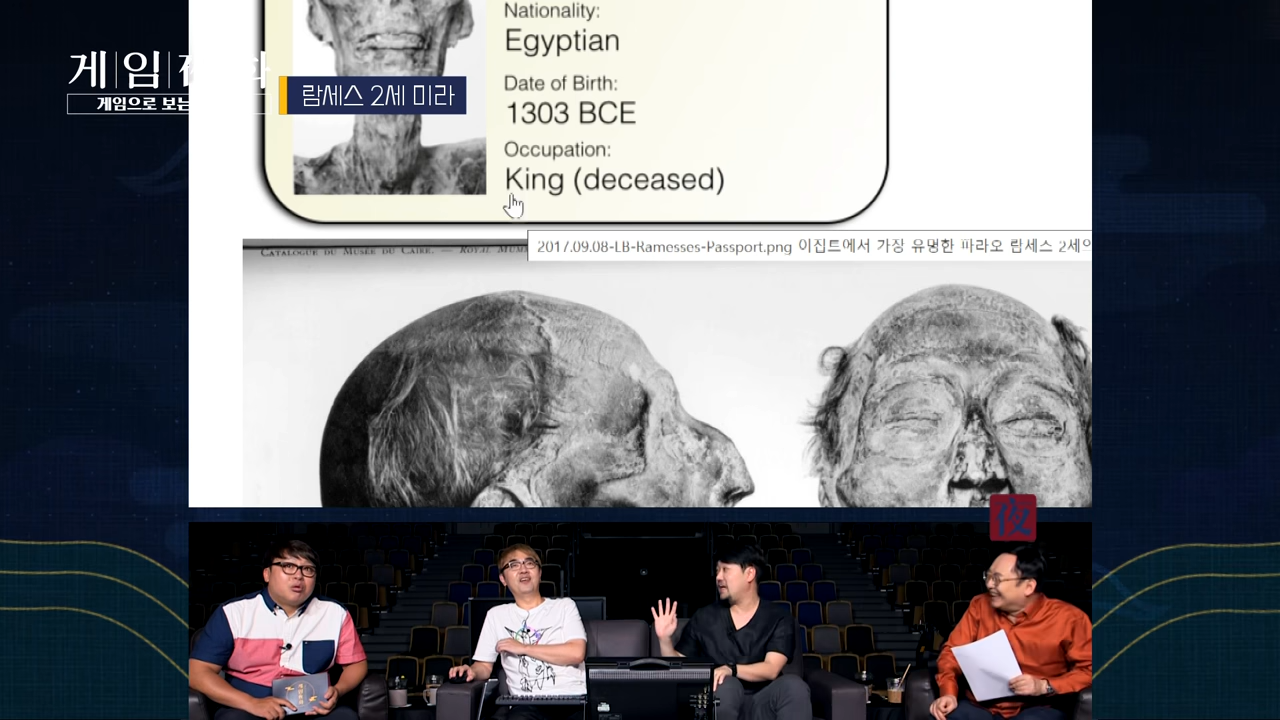 Nationality:
Egyptian
게임
게임으로 보는
람세스 2세 미라
Date of Birth:
1303 BCE
Occupation:
King (deceased)
CATALOGUE DU MUSÉE DU CAIRE. — ROYAL
2017.09.08-LB-Ramesses-Passport.png 이집트에서 가장 유명한 파라오 람세스 2세의
夜